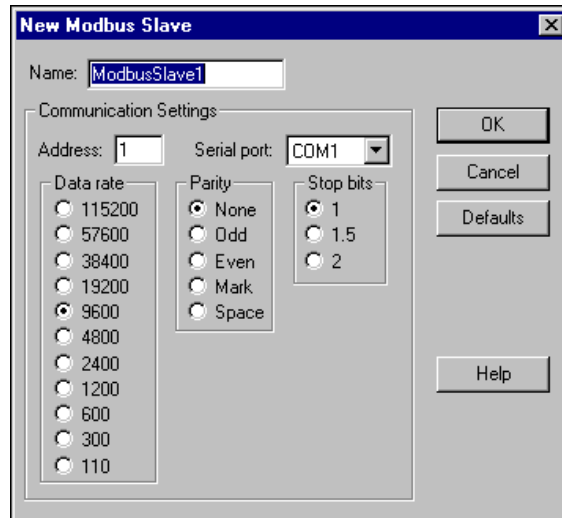 New Modbus Slave
Name: ModbusSlave1
Communication Settings
Address: 1 Serial port: COM1
Data rate
115200
57600
38400
19200
9600
4800
2400
1200
600
300
110
Parity
None
Odd
Even
Mark
Space
Stop bits
1
1.5
2
OK
Cancel
Defaults
Help